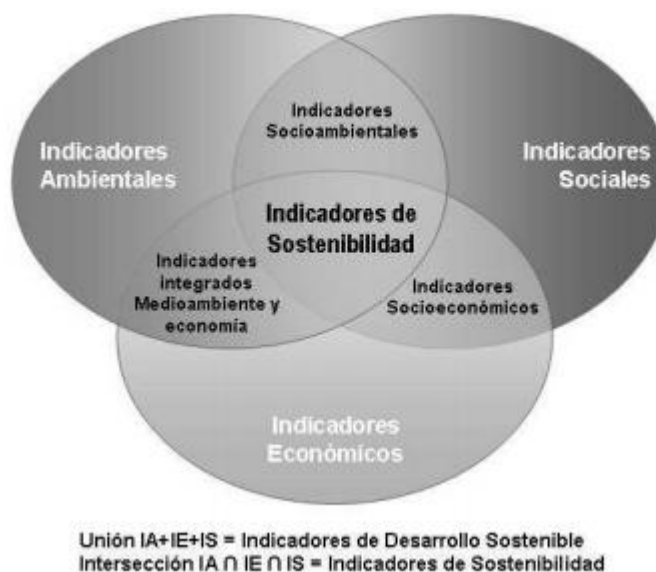 Indicadores
Socioambientales
Indicadores
Ambientales
Indicadores
Sociales
Indicadores de
Sostenibilidad
Indicadores
integrados
Medioambiente y
economía
Indicadores
Socioeconómicos
Indicadores
Económicos
Unión IA+IE+IS = Indicadores de Desarrollo Sostenible
Intersección IA ∩ IE ∩ IS = Indicadores de Sostenibilidad